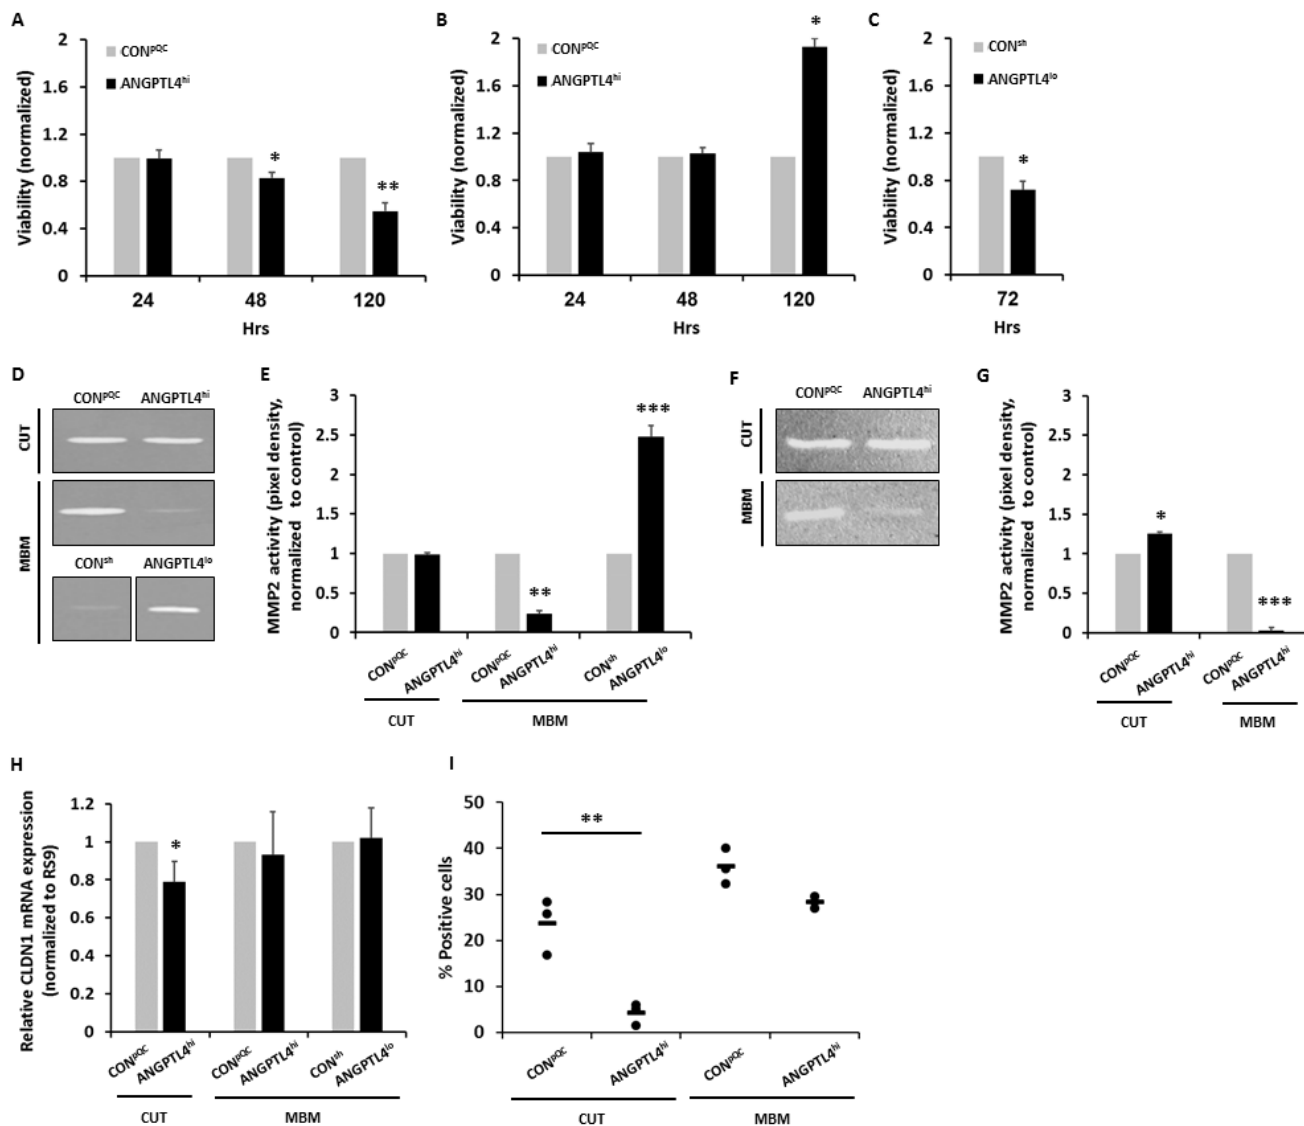 A
Viability (normalized)
2
1.6
1.2
0.8
0.4
0
CONᵖQC
ANGPTL4ʰⁱ
*
**
24
48
120
Hrs
B
Viability (normalized)
2
1.6
1.2
0.8
0.4
0
CONᵖQC
ANGPTL4ʰⁱ
*
24
48
120
Hrs
C
Viability (normalized)
2
1.6
1.2
0.8
0.4
0
CONˢʰ
ANGPTL4ˡᵒ
*
72
Hrs
D
CONᵖQC
ANGPTL4ʰⁱ
CUT
MBM
CONˢʰ
ANGPTL4ˡᵒ
E
MMP2 activity (pixel density,
normalized to control)
3
2.5
2
1.5
1
0.5
0
**
***
CONᵖQC
ANGPTL4ʰⁱ
CONᵖQC
ANGPTL4ʰⁱ
CONˢʰ
ANGPTL4ˡᵒ
CUT
MBM
F
CONᵖQC
ANGPTL4ʰⁱ
CUT
MBM
G
MMP2 activity (pixel density,
normalized to control)
3
2.5
2
1.5
1
0.5
0
*
***
CONᵖQC
ANGPTL4ʰⁱ
CONᵖQC
ANGPTL4ʰⁱ
CUT
MBM
H
Relative CLDN1 mRNA expression
(normalized to RS9)
1.2
1
0.8
0.6
0.4
0.2
0
*
CONᵖQC
ANGPTL4ʰⁱ
CONᵖQC
ANGPTL4ʰⁱ
CONˢʰ
ANGPTL4ˡᵒ
CUT
MBM
I
% Positive cells
50
40
30
20
10
0
**
CONᵖQC
ANGPTL4ʰⁱ
CONᵖQC
ANGPTL4ʰⁱ
CUT
MBM